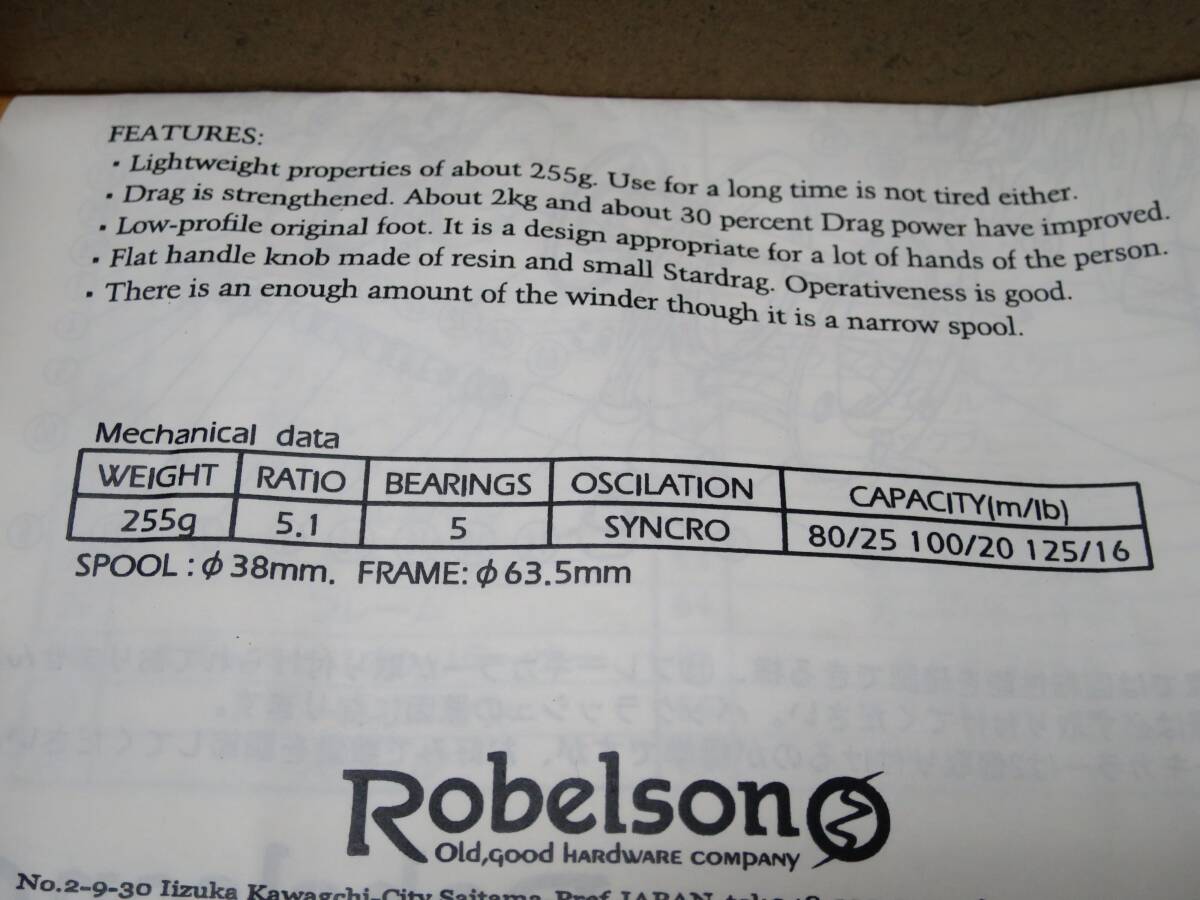 FEATURES:
・Lightweight properties of about 255g. Use for a long time is not tired either.
・Drag is strengthened. About 2kg and about 30 percent Drag power have improved.
・Low-profile original foot. It is a design appropriate for a lot of hands of the person.
・Flat handle knob made of resin and small Stardrag. Operativeness is good.
・There is an enough amount of the winder though it is a narrow spool.
Mechanical data
WEIGHT RATIO BEARINGS OSCILATION CAPACITY(m/lb)
255g 5.1 5 SYNCRO 80/25 100/20 125/16
SPOOL:φ38mm. FRAME:φ63.5mm
Robelson
Old,good HARDWARE COMPANY
No.2-9-30 Iizuka Kawagchi-City Saitama Pref JAPAN